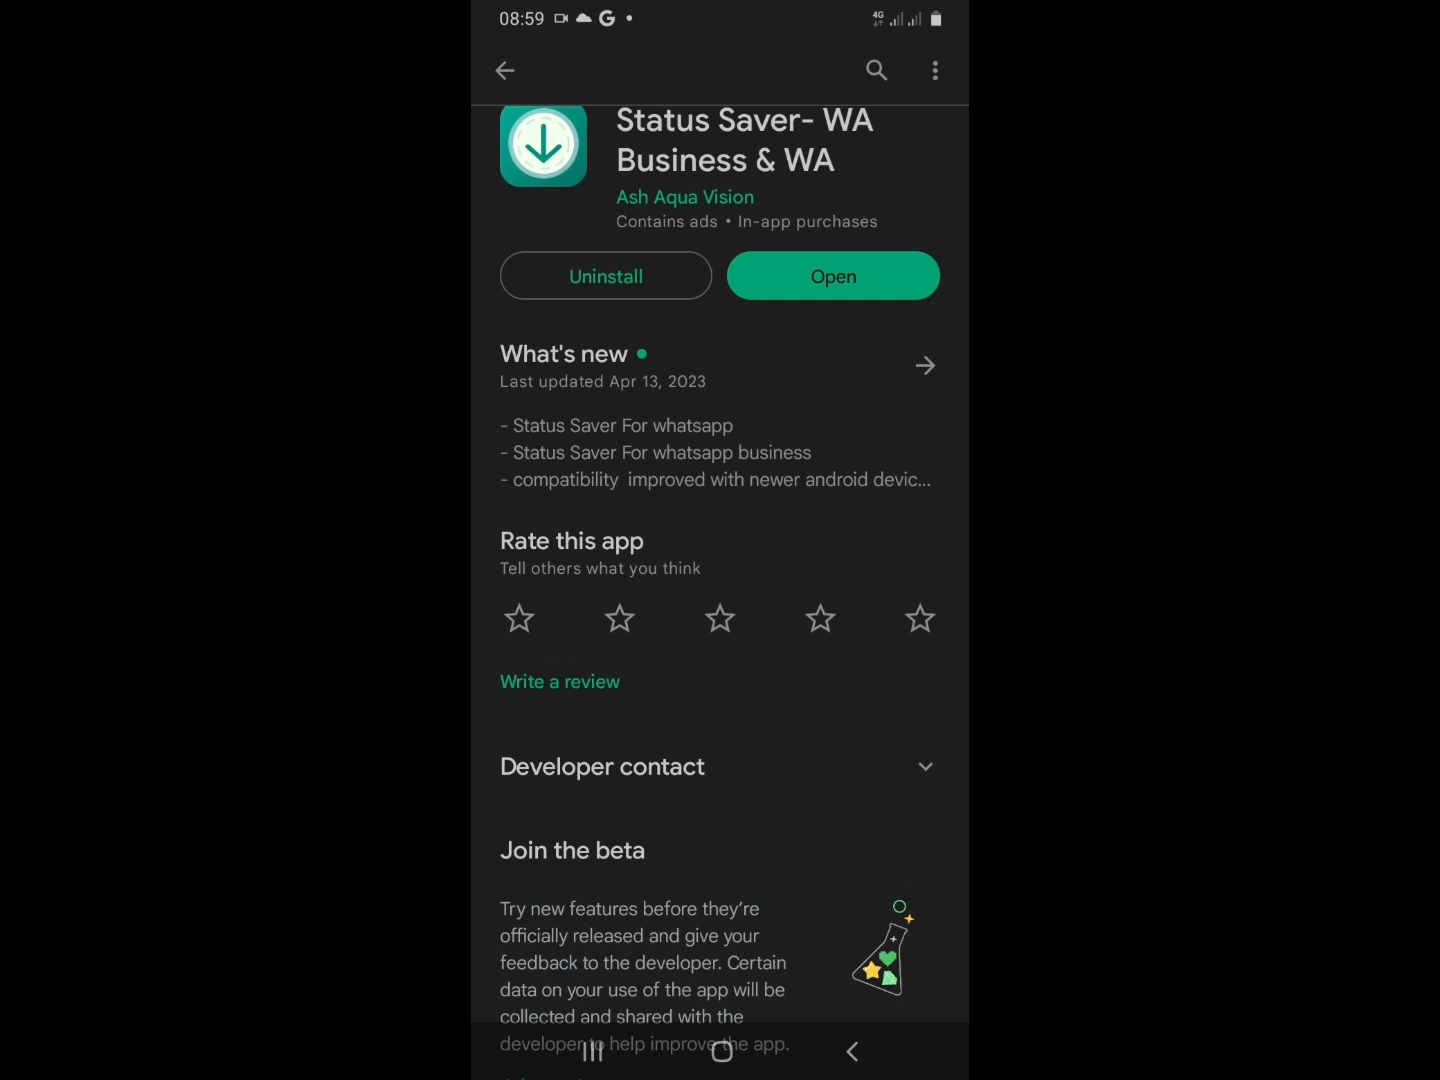 08:59
4G
Status Saver- WA
Business & WA
Ash Aqua Vision
Contains ads • In-app purchases
Uninstall
Open
What's new
Last updated Apr 13, 2023
- Status Saver For whatsapp
- Status Saver For whatsapp business
- compatibility  improved with newer android devic...
Rate this app
Tell others what you think
Write a review
Developer contact
Join the beta
Try new features before they’re
officially released and give your
feedback to the developer. Certain
data on your use of the app will be
collected and shared with the
developer to help improve the app.